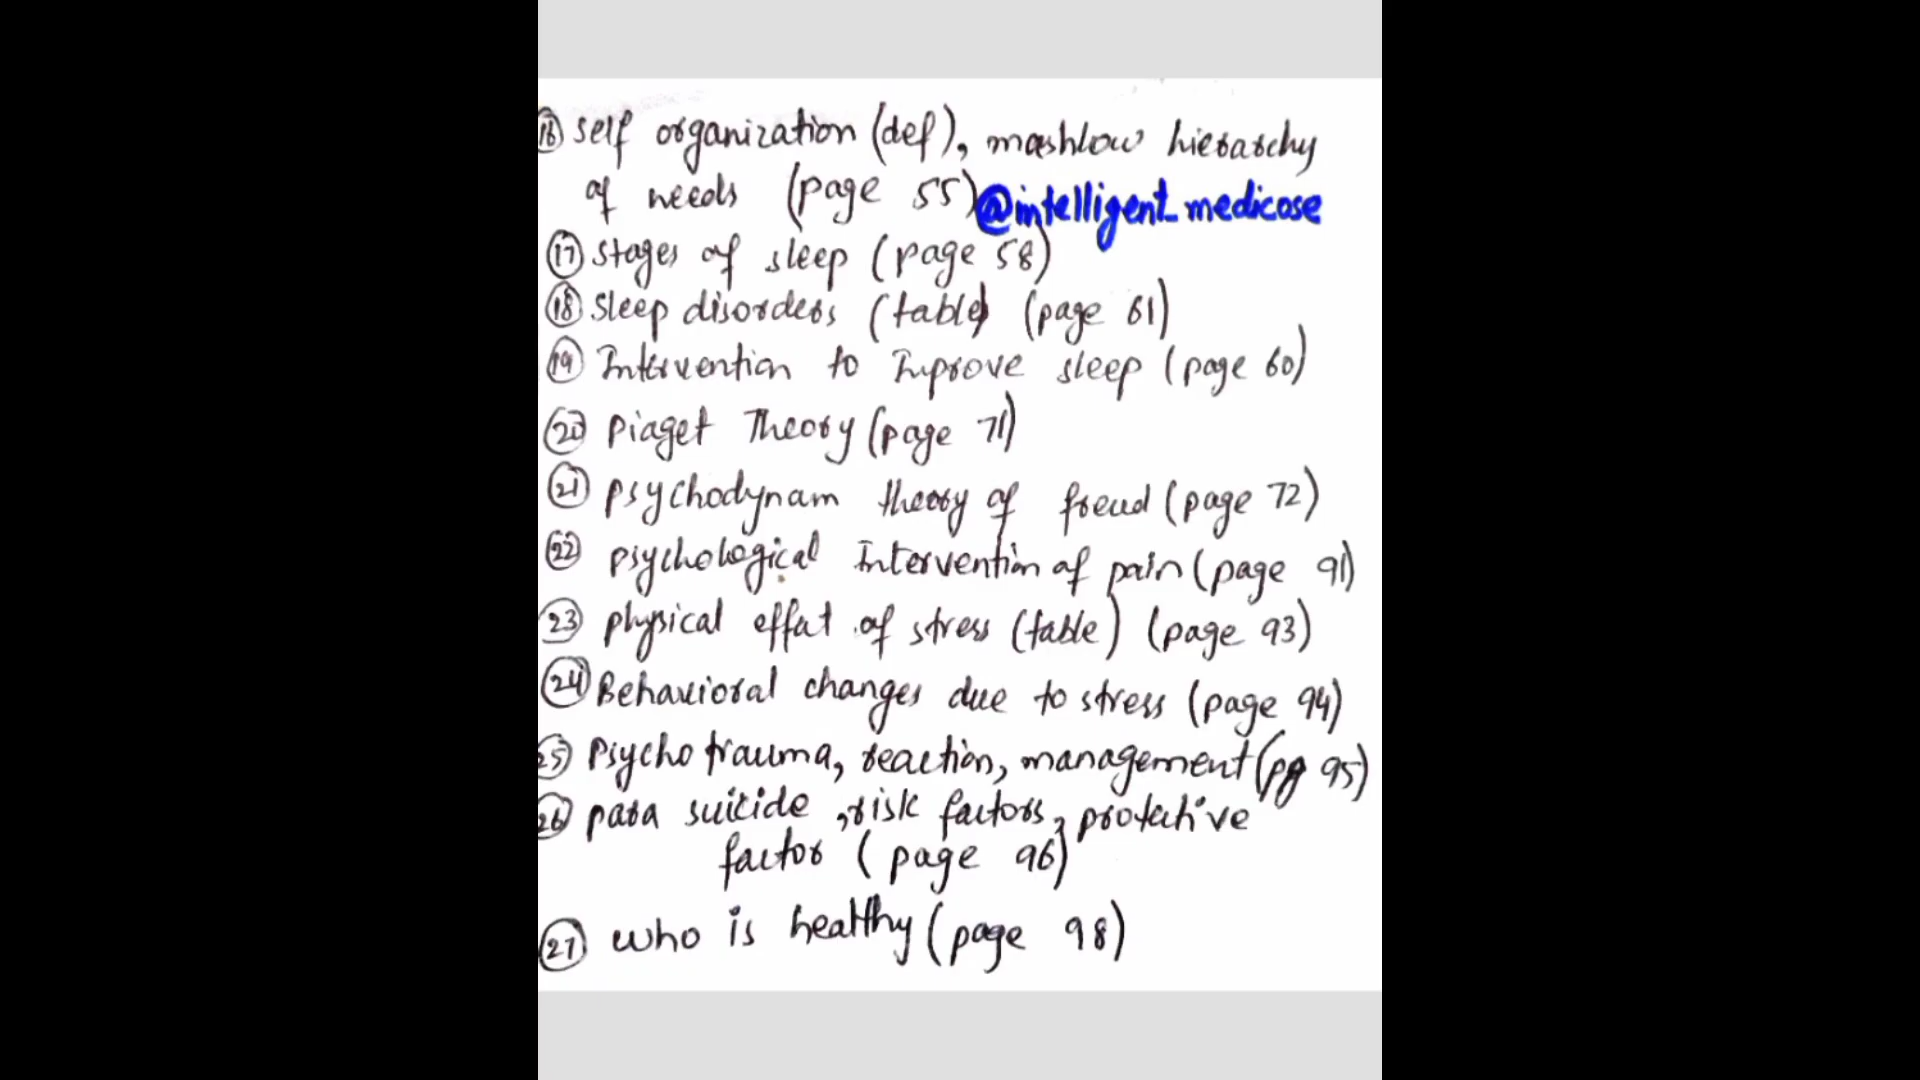 16 Self organization (def), mashlow hierarchy
of needs (page 55) @intelligent_medicose
17 stages of sleep (page 58)
18 Sleep disorders (table) (page 61)
19 Intervention to Improve sleep (page 60)
20 Piaget Theory (page 71)
21 Psychodynam theory of freud (page 72)
22 Psychological Intervention of pain (page 91)
23 Physical effat of stress (table) (page 93)
24 Behavioral changes due to stress (page 94)
25 Psycho trauma, reaction, management (pg 95)
26 para suicide, risk factors, protective
factor (page 96)
27 who is healthy (page 98)